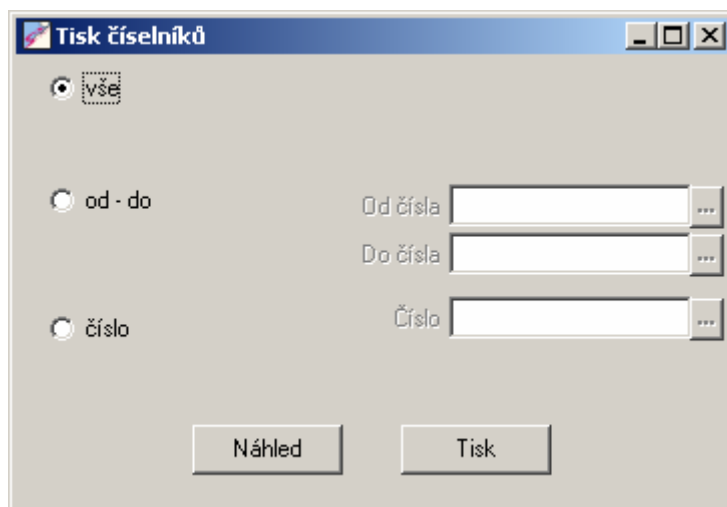 Tisk číselníků
vše
od - do
Od čísla
...
Do čísla
...
číslo
Číslo
...
Náhled
Tisk